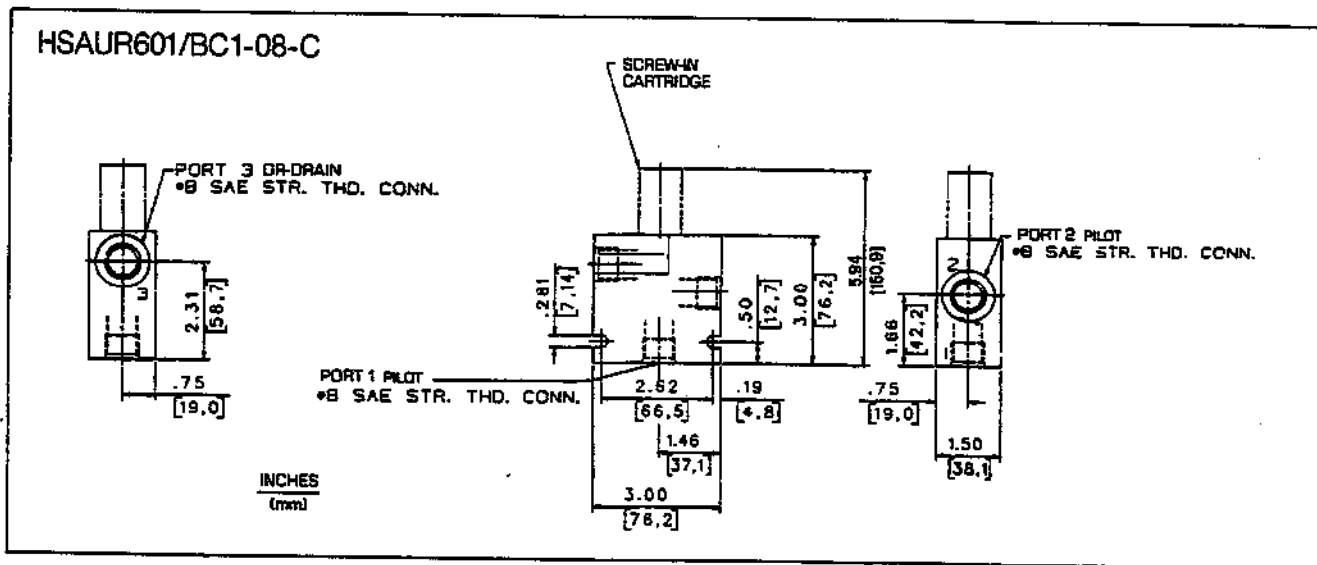 HSAUR601/BC1-08-C
SCREW-IN
CARTRIDGE
PORT 3 DR-DRAIN
•8 SAE STR. THD. CONN.
3
2.31
[58,7]
.75
[19,0]
.281
[7,14]
PORT 1 PILOT
•8 SAE STR. THD. CONN.
.50
[12,7]
3.00
[76,2]
5.94
[150,9]
2.62
[66,5]
.19
[4,8]
1.46
[37,1]
3.00
[76,2]
PORT 2 PILOT
•8 SAE STR. THD. CONN.
2
1
1.66
[42,2]
.75
[19,0]
1.50
[38,1]
INCHES
(mm)